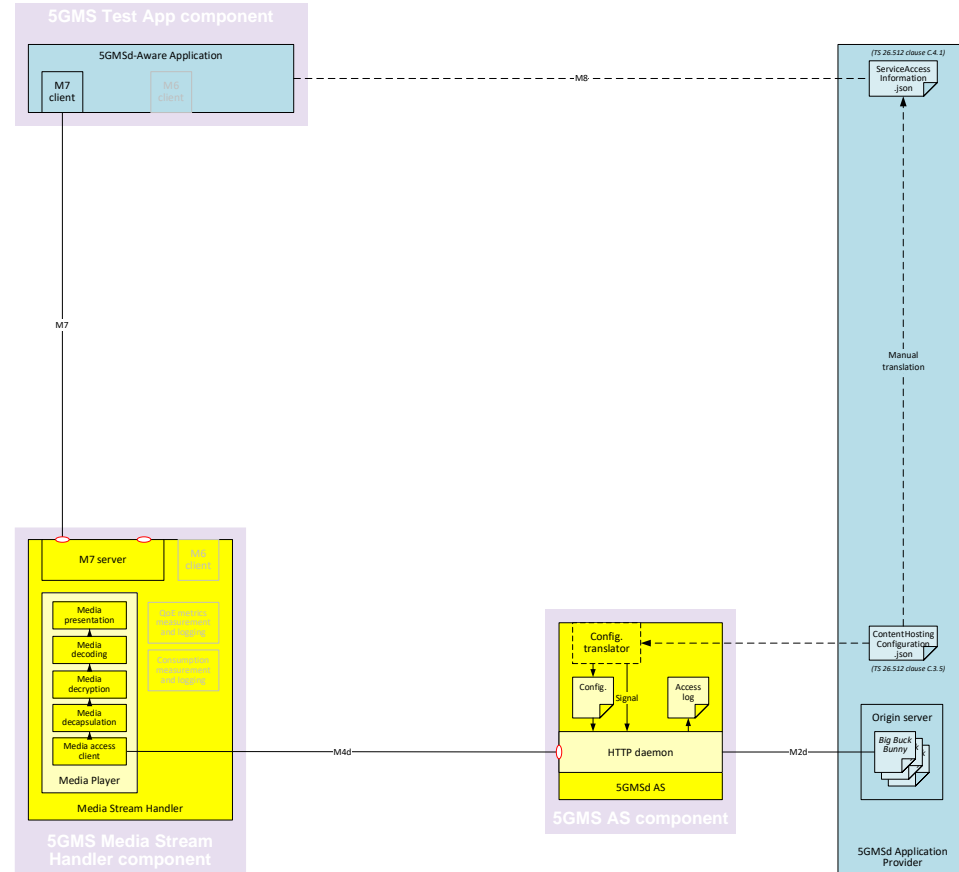 5GMS Test App component
5GMSd-Aware Application
M7
client
M6
client
M8
(TS 26.512 clause C.4.1)
ServiceAccess
Information
.json
M7
Manual
translation
M7 server
M6
client
Media
presentation
Media
decoding
Media
decryption
Media
decapsulation
Media access
client
Media Player
QoE metrics
measurement
and logging
Consumption
measurement
and logging
Media Stream Handler
5GMS Media Stream
Handler component
M4d
Config.
translator
Config.
Signal
Access
log
HTTP daemon
5GMSd AS
5GMS AS component
M2d
ContentHosting
Configuration
.json
(TS 26.512 clause C.3.5)
Origin server
Big Buck
Bunny
5GMSd Application
Provider